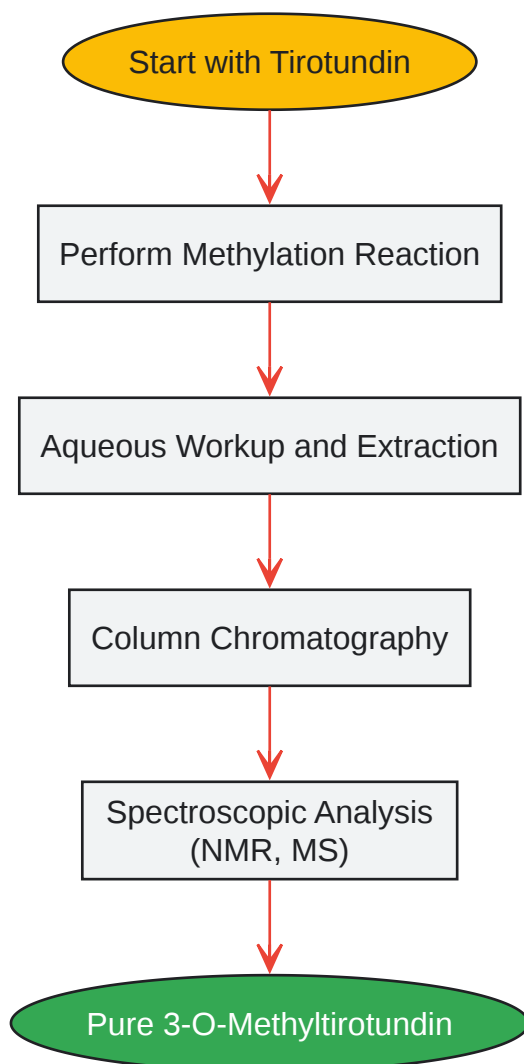 Start with Tirotundin
Perform Methylation Reaction
Aqueous Workup and Extraction
Column Chromatography
Spectroscopic Analysis
(NMR, MS)
Pure 3-O-Methyltirotundin